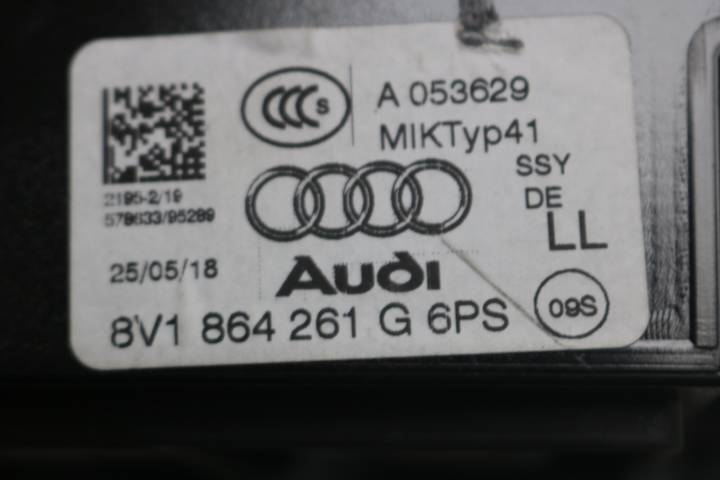 CCC S
A 053629
MIKTyp41
SSY
DE
LL
2195-2/19
578633/95289
25/05/18
Audi
09S
8V1 864 261 G 6PS